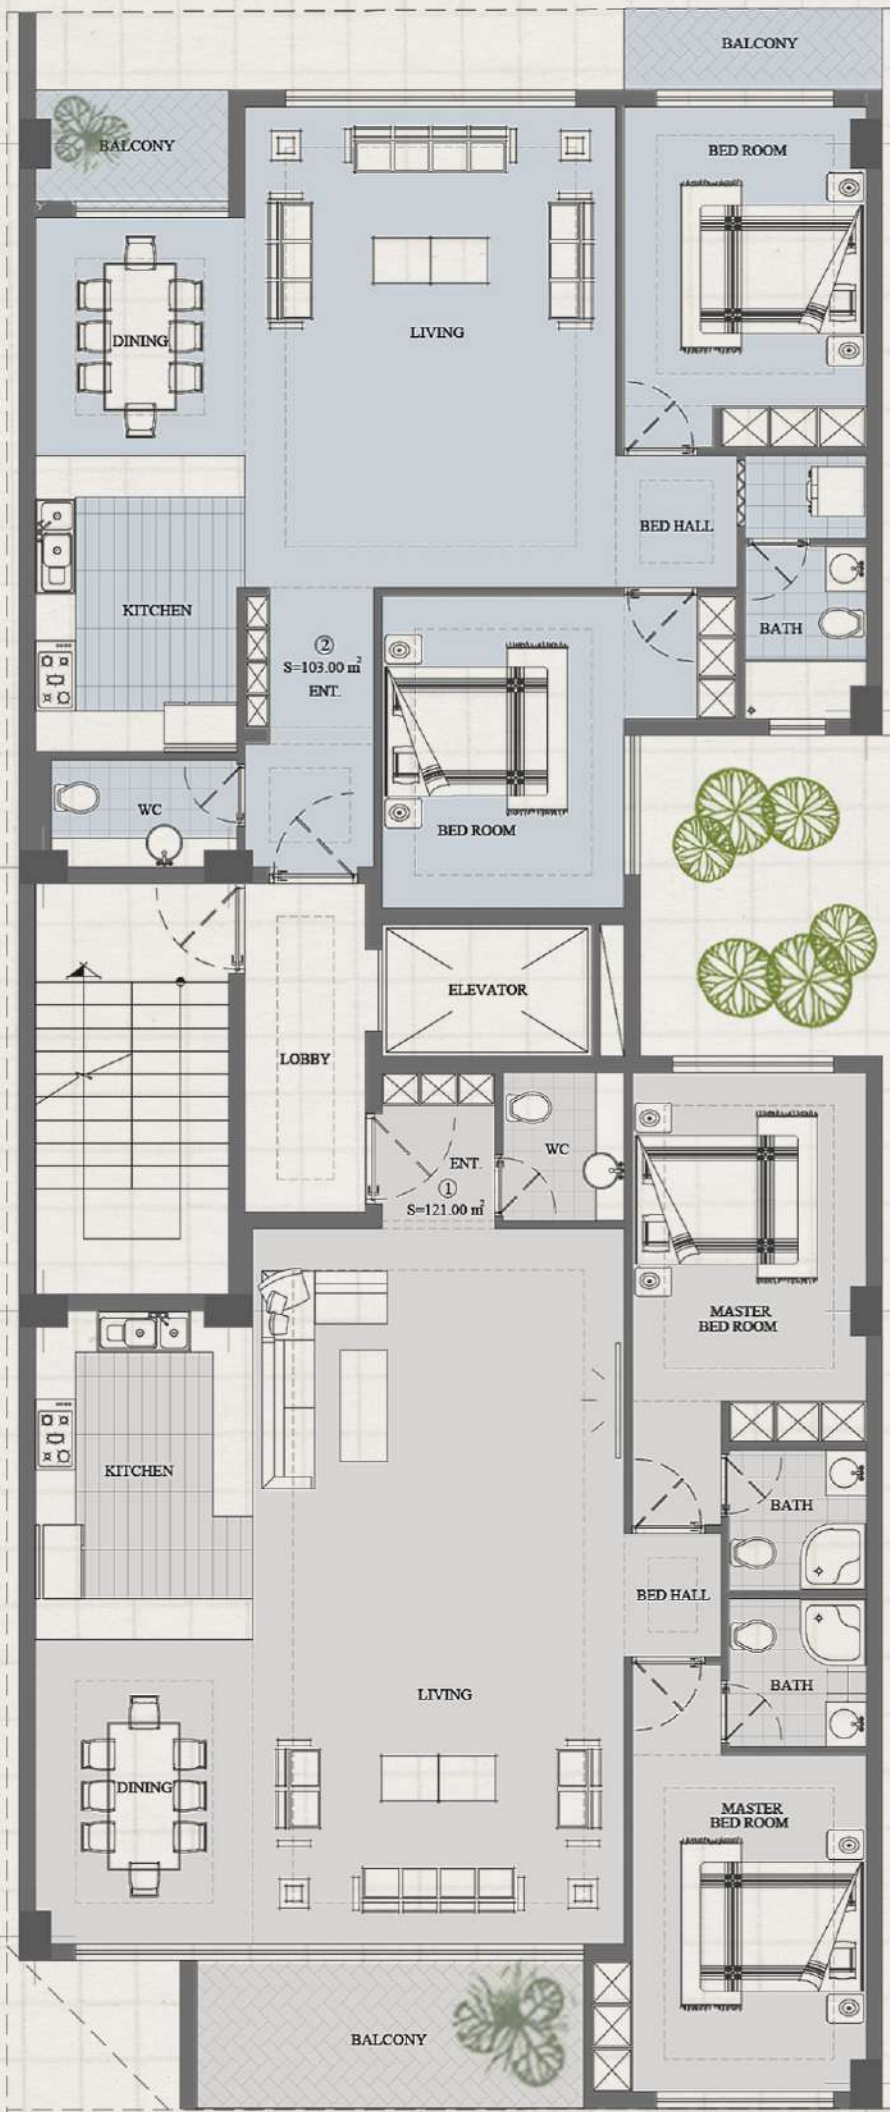 BALCONY
BALCONY
BED ROOM
LIVING
DINING
BED HALL
KITCHEN
BATH
②
S=103.00 m²
ENT.
WC
BED ROOM
ELEVATOR
LOBBY
WC
ENT.
①
S=121.00 m²
MASTER
BED ROOM
KITCHEN
BATH
BED HALL
BATH
LIVING
DINING
MASTER
BED ROOM
BALCONY